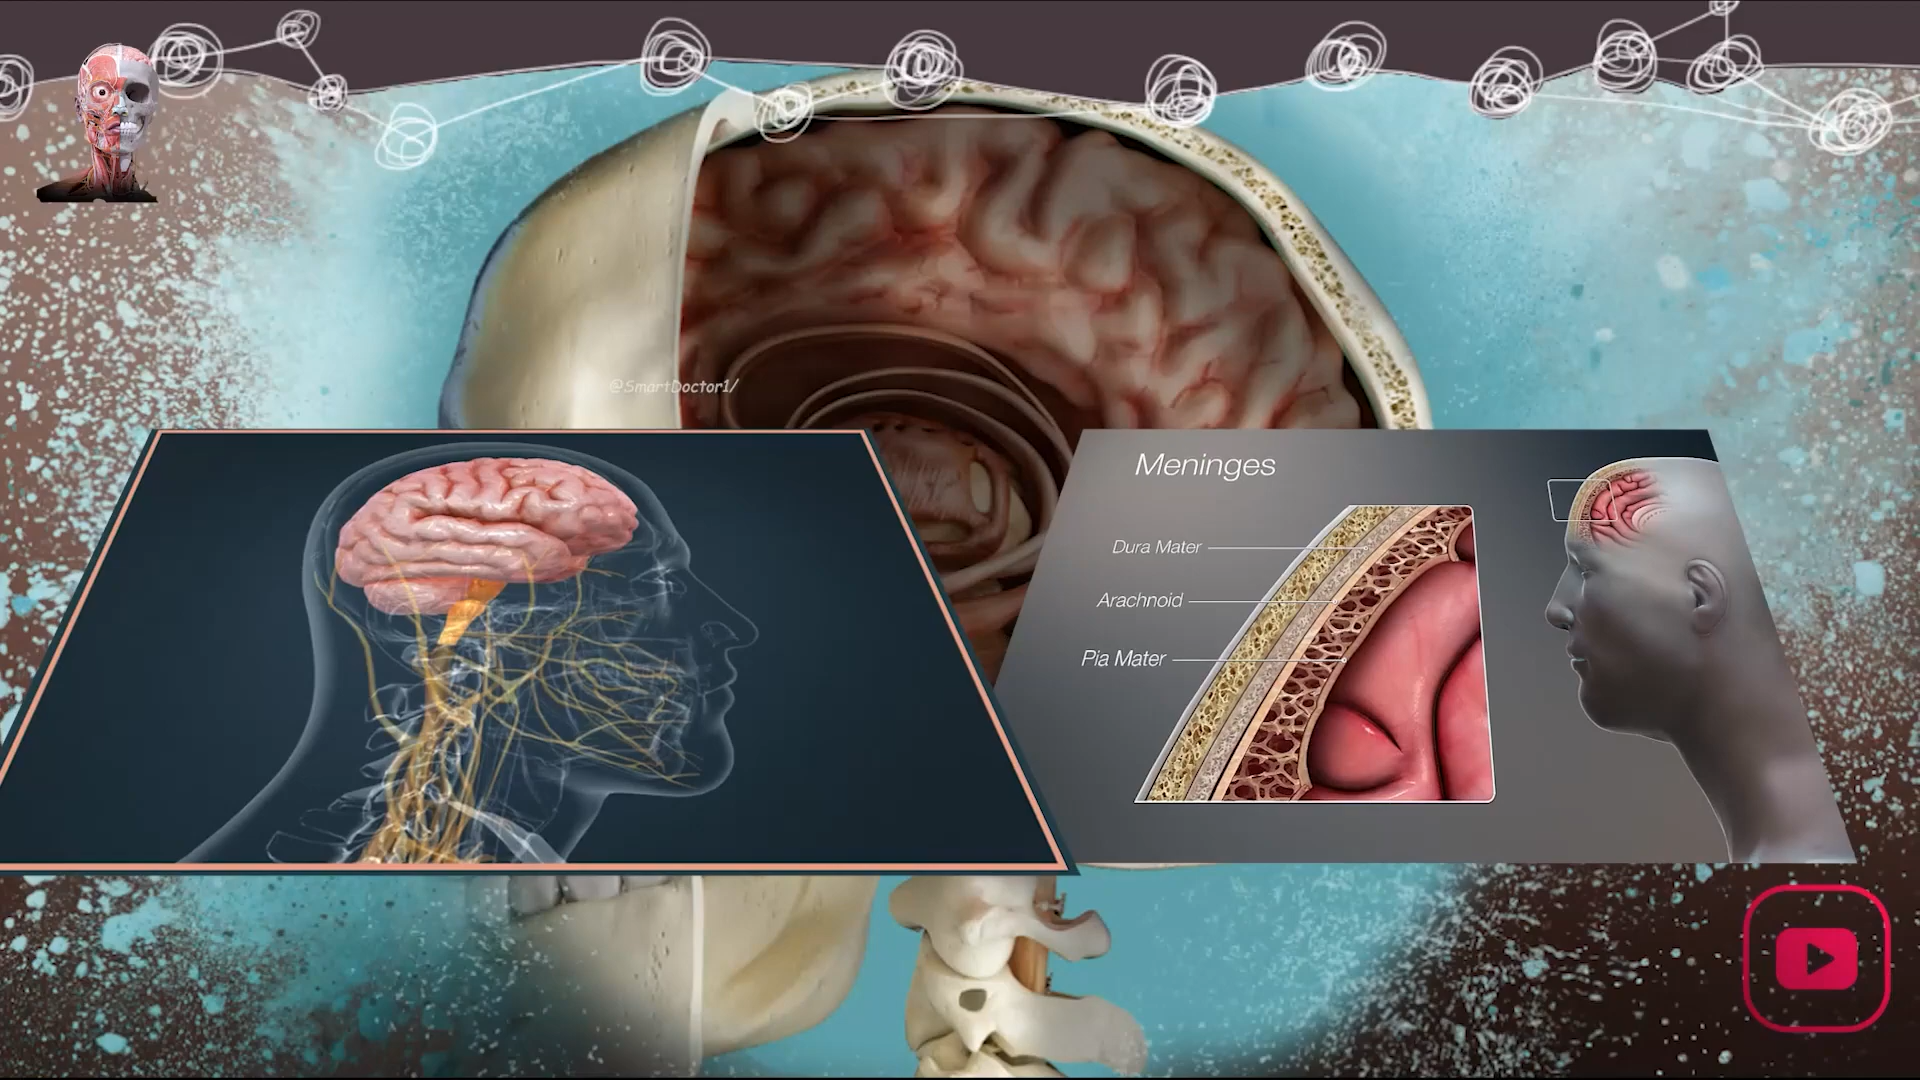 @SmartDoctor1/
Meninges
Dura Mater
Arachnoid
Pia Mater